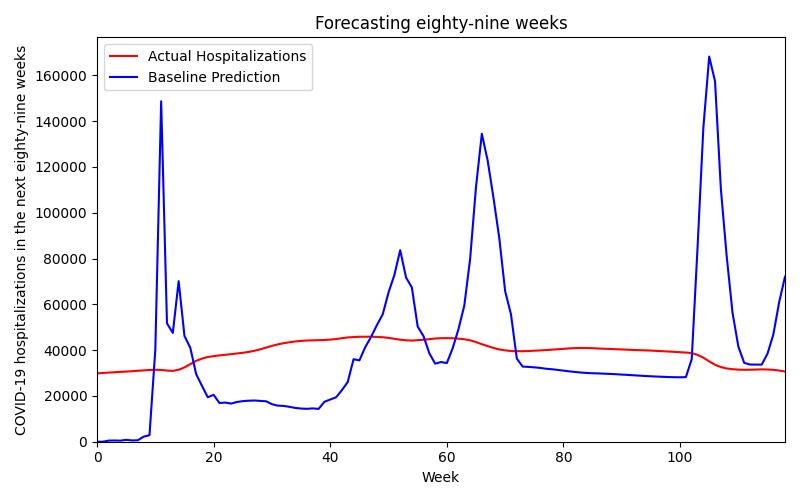 Forecasting eighty-nine weeks
Actual Hospitalizations
Baseline Prediction
COVID-19 hospitalizations in the next eighty-nine weeks
160000
140000
120000
100000
80000
60000
40000
20000
0
0 20 40 60 80 100
Week